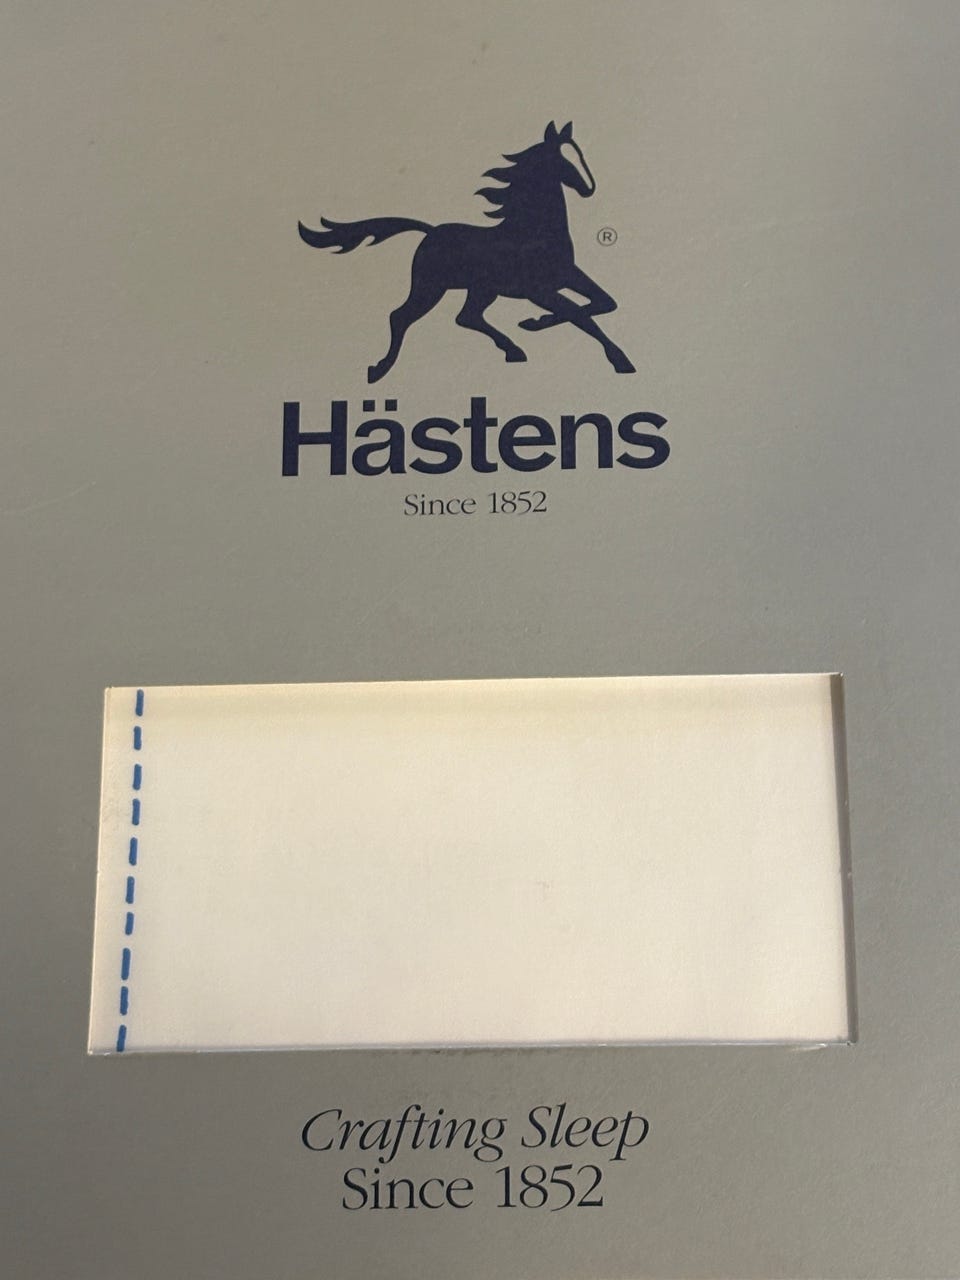 ®
Hästens
Since 1852
Crafting Sleep
Since 1852